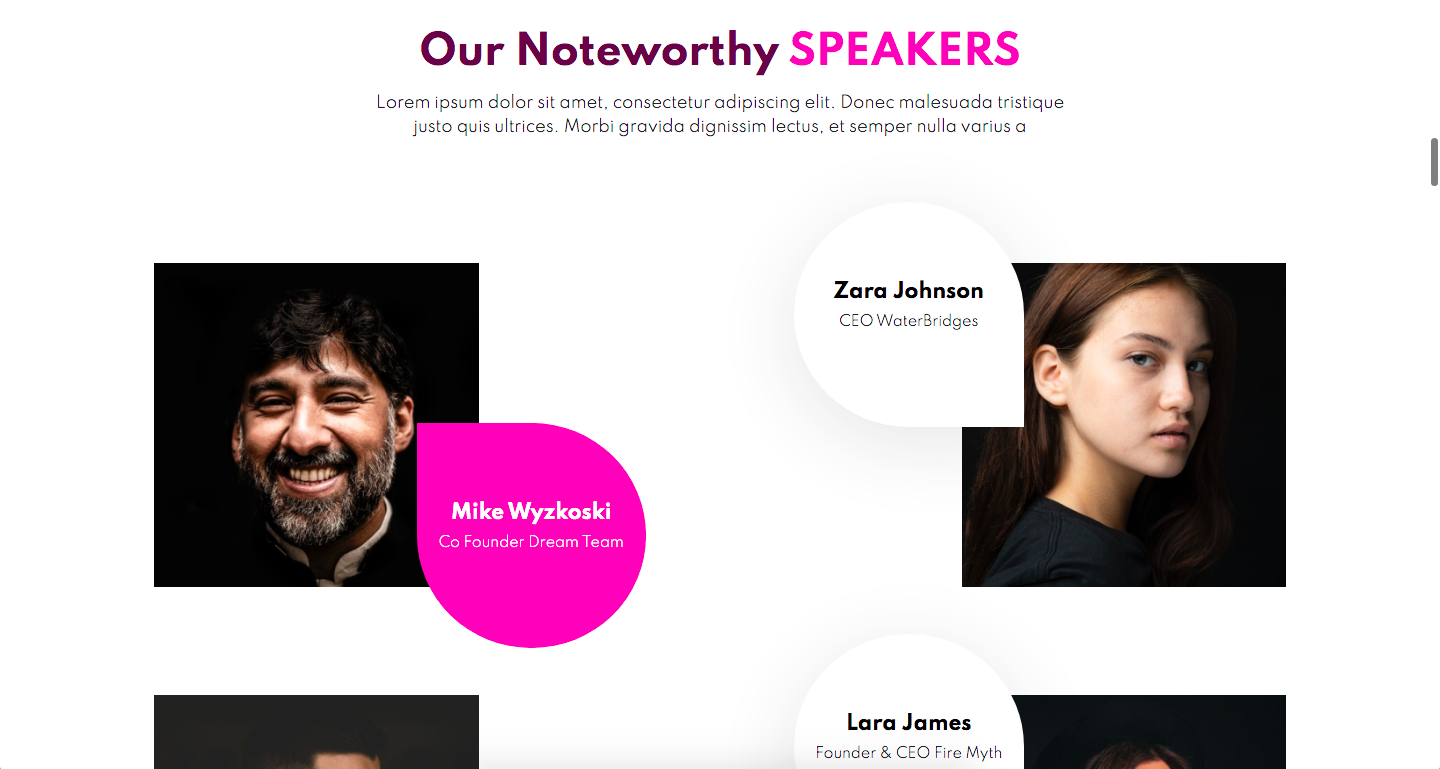 Our Noteworthy SPEAKERS
Lorem ipsum dolor sit amet, consectetur adipiscing elit. Donec malesuada tristique
justo quis ultrices. Morbi gravida dignissim lectus, et semper nulla varius a
Zara Johnson
CEO WaterBridges
Mike Wyzkoski
Co Founder Dream Team
Lara James
Founder & CEO Fire Myth